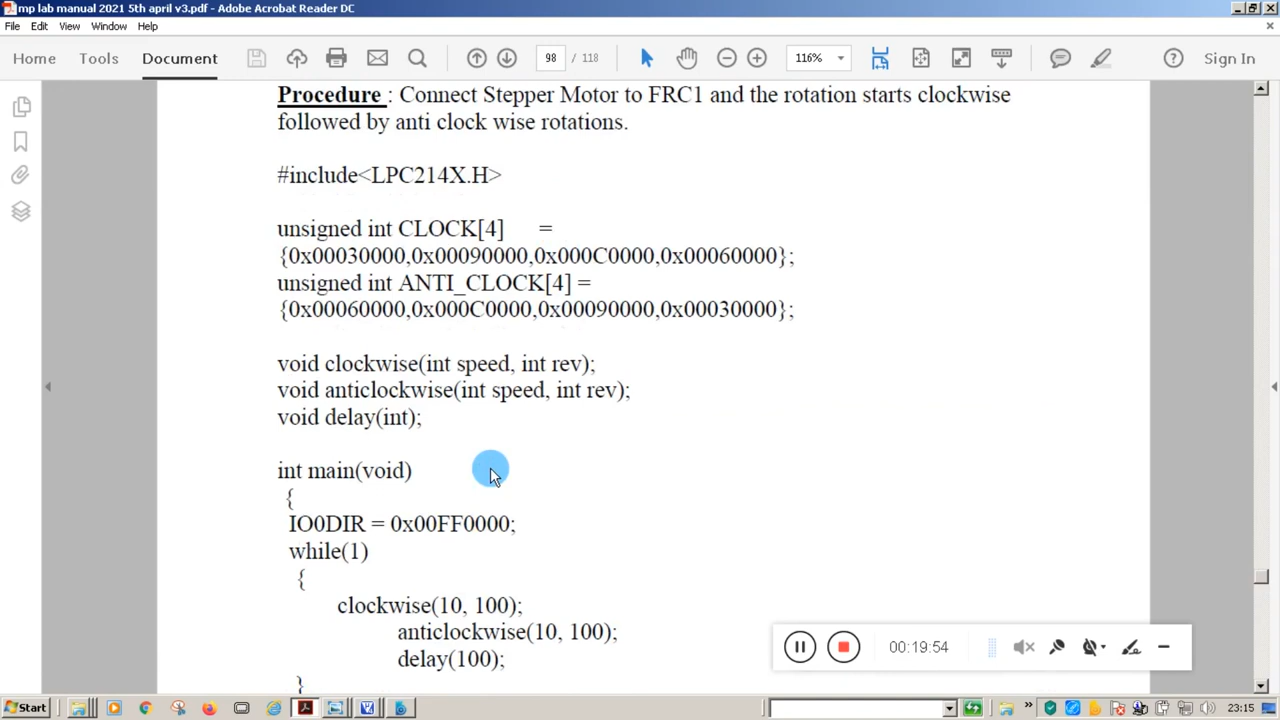 mp lab manual 2021 5th april v3.pdf - Adobe Acrobat Reader DC
File Edit View Window Help
Home Tools Document 98 / 118 116% Sign In
Procedure : Connect Stepper Motor to FRC1 and the rotation starts clockwise
followed by anti clock wise rotations.
#include<LPC214X.H>
unsigned int CLOCK[4] =
{0x00030000,0x00090000,0x000C0000,0x00060000};
unsigned int ANTI_CLOCK[4] =
{0x00060000,0x000C0000,0x00090000,0x00030000};
void clockwise(int speed, int rev);
void anticlockwise(int speed, int rev);
void delay(int);
int main(void)
{
IO0DIR = 0x00FF0000;
while(1)
{
clockwise(10, 100);
anticlockwise(10, 100);
delay(100);
}
00:19:54
Start 23:15